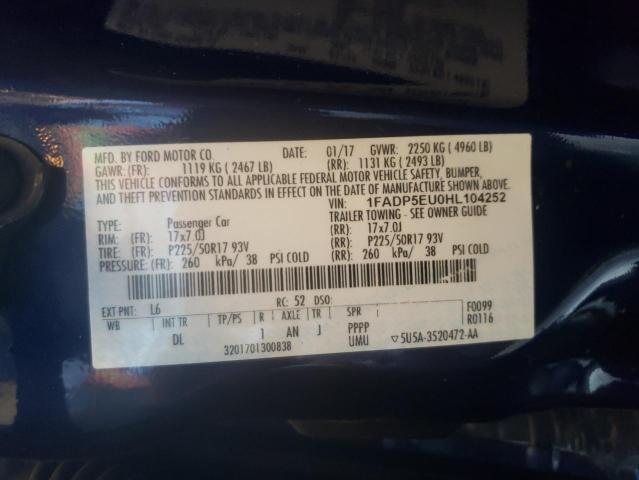 MFD. BY FORD MOTOR CO. DATE: 01/17 GVWR: 2250 KG ( 4960 LB)
GAWR: (FR): 1119 KG ( 2467 LB) (RR): 1131 KG ( 2493 LB)
THIS VEHICLE CONFORMS TO ALL APPLICABLE FEDERAL MOTOR VEHICLE SAFETY, BUMPER,
AND THEFT PREVENTION STANDARDS IN EFFECT ON THE DATE OF MANUFACTURE SHOWN ABOVE.
VIN: 1FADP5EU0HL104252
TYPE: Passenger Car TRAILER TOWING - SEE OWNER GUIDE
RIM: (FR): 17x7.0J (RR): 17x7.0J
TIRE: (FR): P225/50R17 93V (RR): P225/50R17 93V
PRESSURE: (FR): 260 kPa/ 38 PSI COLD (RR): 260 kPa/ 38 PSI COLD
EXT PNT: L6 RC: 52 DSO:
WB INT TR TP/PS R AXLE TR SPR F0099
DL 1 AN J PPPP R0116
3201701300838 UMU ▽5U5A-3520472-AA